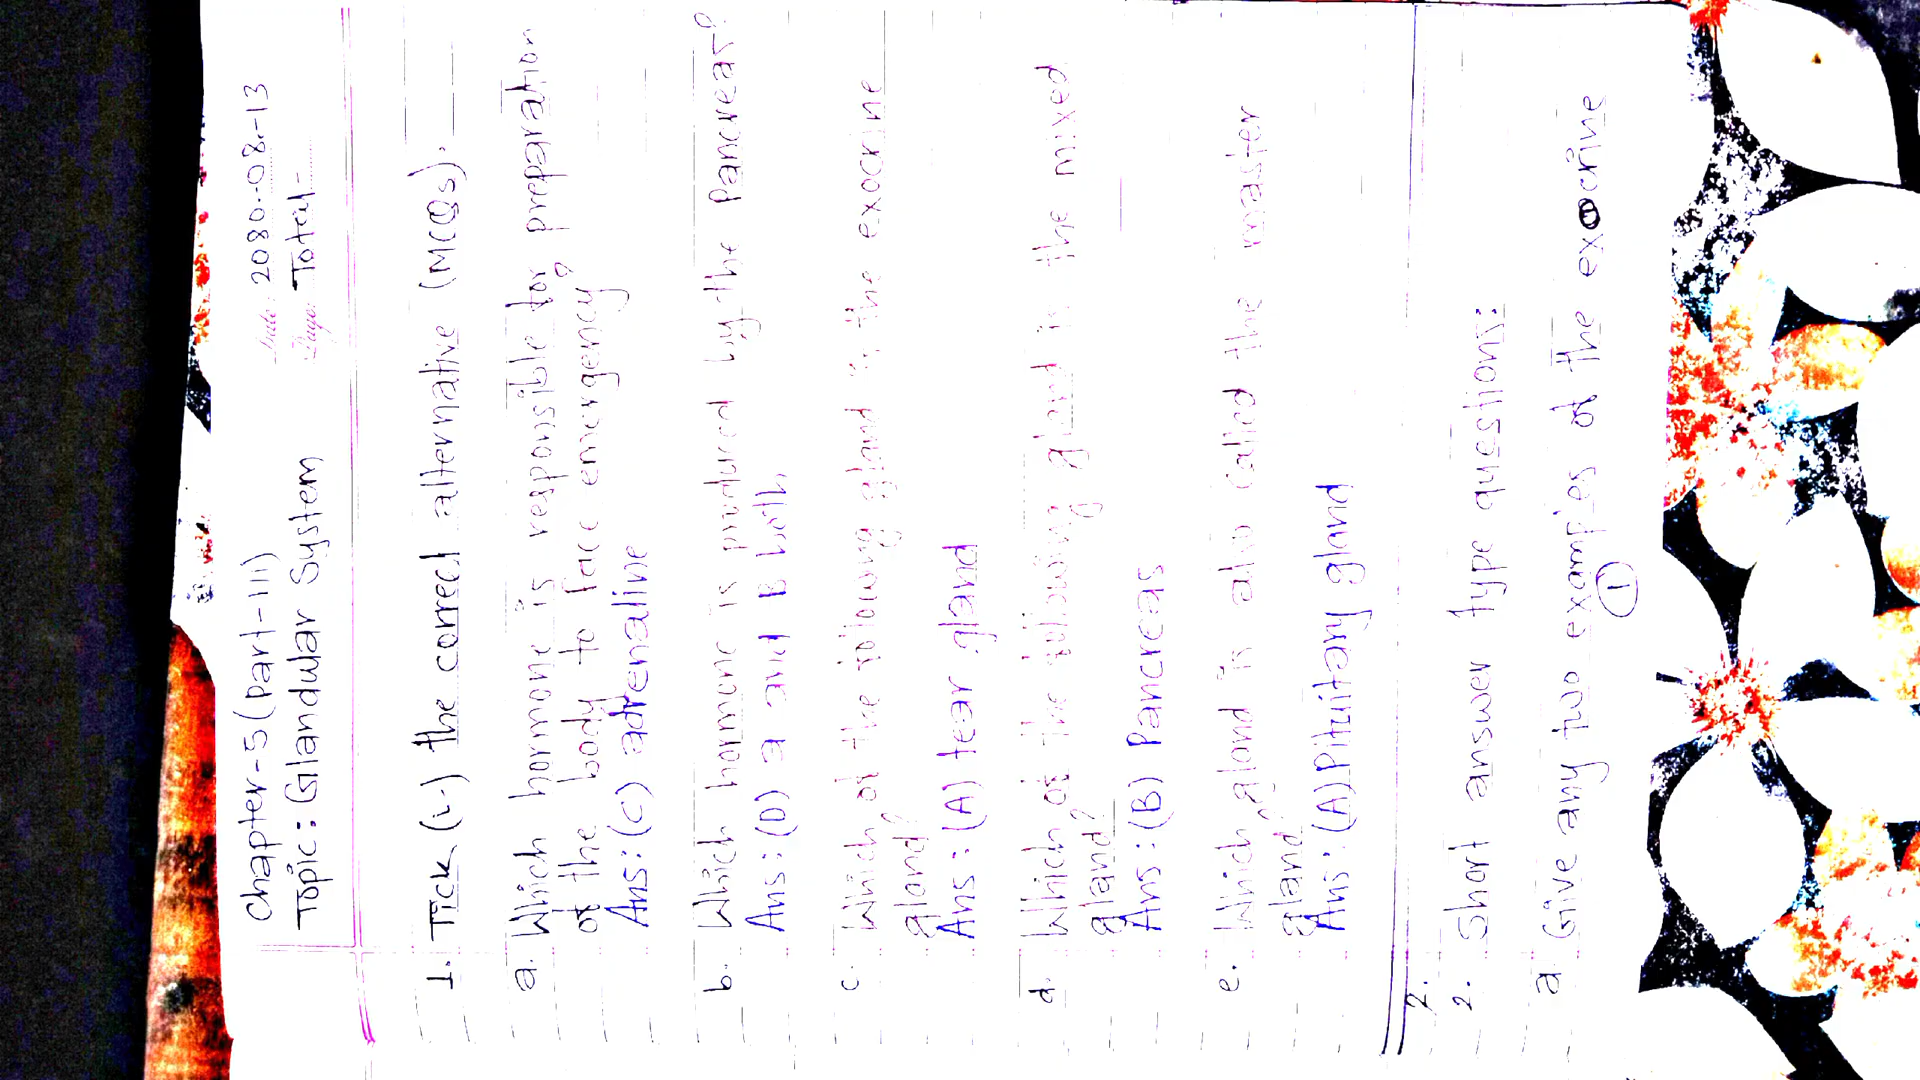 Chapter-5 (Part-III)
Date: 2080-08-13
Topic: Glandular System
Page: Total-
1. Tick (i-) the correct alternative (MCQs).
a. Which hormone is responsible for preparation
of the body to face emergency?
Ans: (C) adrenaline
b. Which hormone is produced by the Pancreas?
Ans: (D) a and B both
c. Which of the following gland is the exocrine
gland?
Ans: (A) tear gland
d. Which of the following gland is the mixed
gland?
Ans: (B) Pancreas
e. Which gland is also called the master
gland?
Ans: (A) Pituitary gland
2.
2. Short answer type questions:
a. Give any two examples of the exocrine
1